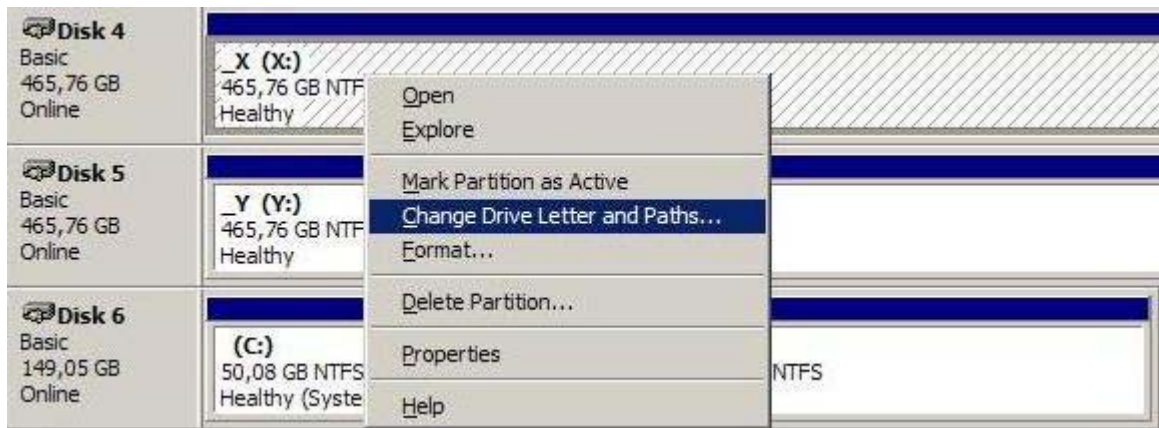 Disk 4
Basic
465,76 GB
Online
_X (X:)
465,76 GB NTF
Healthy
Disk 5
Basic
465,76 GB
Online
_Y (Y:)
465,76 GB NTF
Healthy
Disk 6
Basic
149,05 GB
Online
(C:)
50,08 GB NTFS
Healthy (Syste
NTFS
Open
Explore
Mark Partition as Active
Change Drive Letter and Paths...
Format...
Delete Partition...
Properties
Help